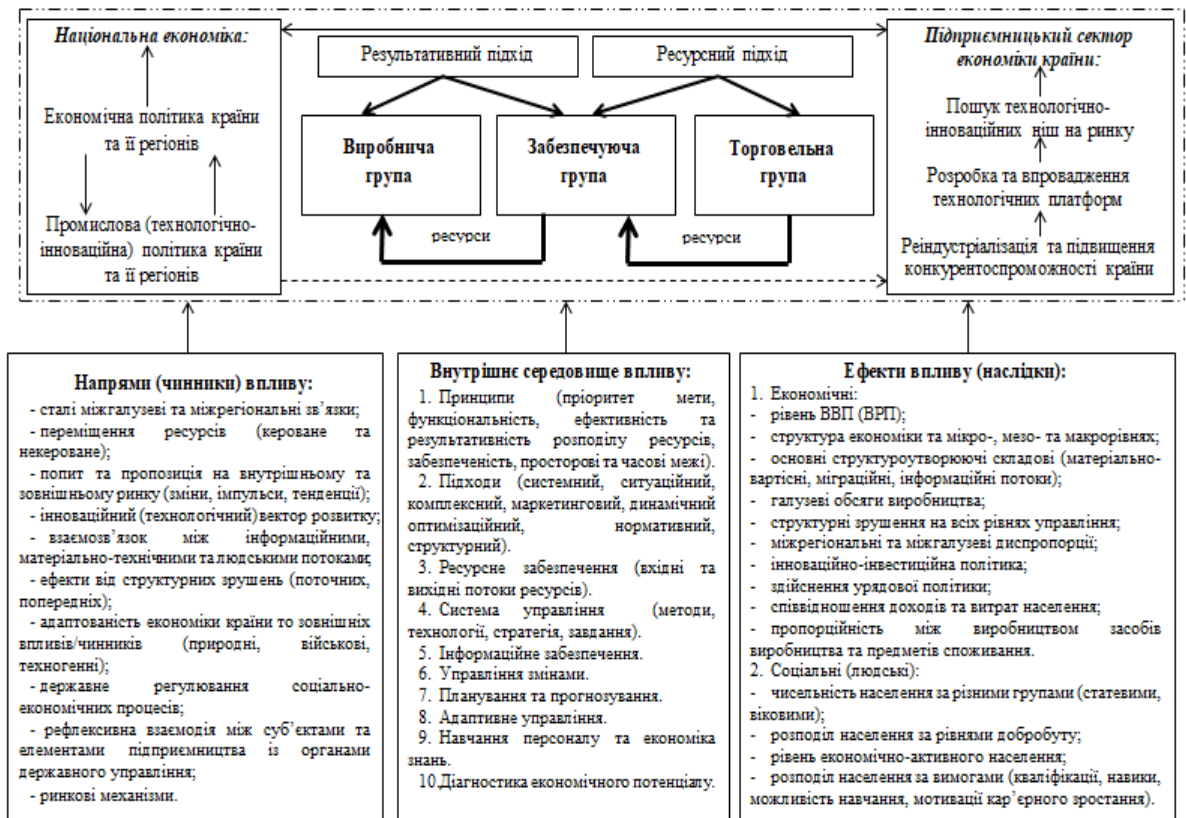 Національна економіка:
Економічна політика країни
та її регіонів
Промислова (технологічно-
інноваційна) політика країни
та її регіонів
Результативний підхід
Ресурсний підхід
Виробнича
група
Забезпечуюча
група
Торговельна
група
ресурси
ресурси
Підприємницький сектор
економіки країни:
Пошук технологічно-
інноваційних ніш на ринку
Розробка та впровадження
технологічних платформ
Реіндустріалізація та підвищення
конкурентоспроможності країни
Напрями (чинники) впливу:
- сталі міжгалузеві та міжрегіональні зв’язки;
- переміщення ресурсів (кероване та
некероване);
- попит та пропозиція на внутрішньому та
зовнішньому ринку (зміни, імпульси, тенденції);
- інноваційний (технологічний) вектор розвитку;
- взаємозв’язок між інформаційними,
матеріально-технічними та людськими потоками;
- ефекти від структурних зрушень (поточних,
попередніх);
- адаптованість економіки країни то зовнішніх
впливів/чинників (природні, військові,
техногенні);
- державне регулювання соціально-
економічних процесів;
- рефлексивна взаємодія між суб’єктами та
елементами підприємництва із органами
державного управління;
- ринкові механізми.
Внутрішнє середовище впливу:
1. Принципи (пріоритет мети,
функціональність, ефективність та
результативність розподілу ресурсів,
забезпеченість, просторові та часові межі).
2. Підходи (системний, ситуаційний,
комплексний, маркетинговий, динамічний
оптимізаційний, нормативний,
структурний).
3. Ресурсне забезпечення (вхідні та
вихідні потоки ресурсів).
4. Система управління (методи,
технології, стратегія, завдання).
5. Інформаційне забезпечення.
6. Управління змінами.
7. Планування та прогнозування.
8. Адаптивне управління.
9. Навчання персоналу та економіка
знань.
10.Діагностика економічного потенціалу.
Ефекти впливу (наслідки):
1. Економічні:
- рівень ВВП (ВРП);
- структура економіки та мікро-, мезо- та макрорівнях;
- основні структуроутворюючі складові (матеріально-
вартісні, міграційні, інформаційні потоки);
- галузеві обсяги виробництва;
- структурні зрушення на всіх рівнях управління;
- міжрегіональні та міжгалузеві диспропорції;
- інноваційно-інвестиційна політика;
- здійснення урядової політики;
- співвідношення доходів та витрат населення;
- пропорційність між виробництвом засобів
виробництва та предметів споживання.
2. Соціальні (людські):
- чисельність населення за різними групами (статевими,
віковими);
- розподіл населення за рівнями добробуту;
- рівень економічно-активного населення;
- розподіл населення за вимогами (кваліфікації, навики,
можливість навчання, мотивації кар’єрного зростання).